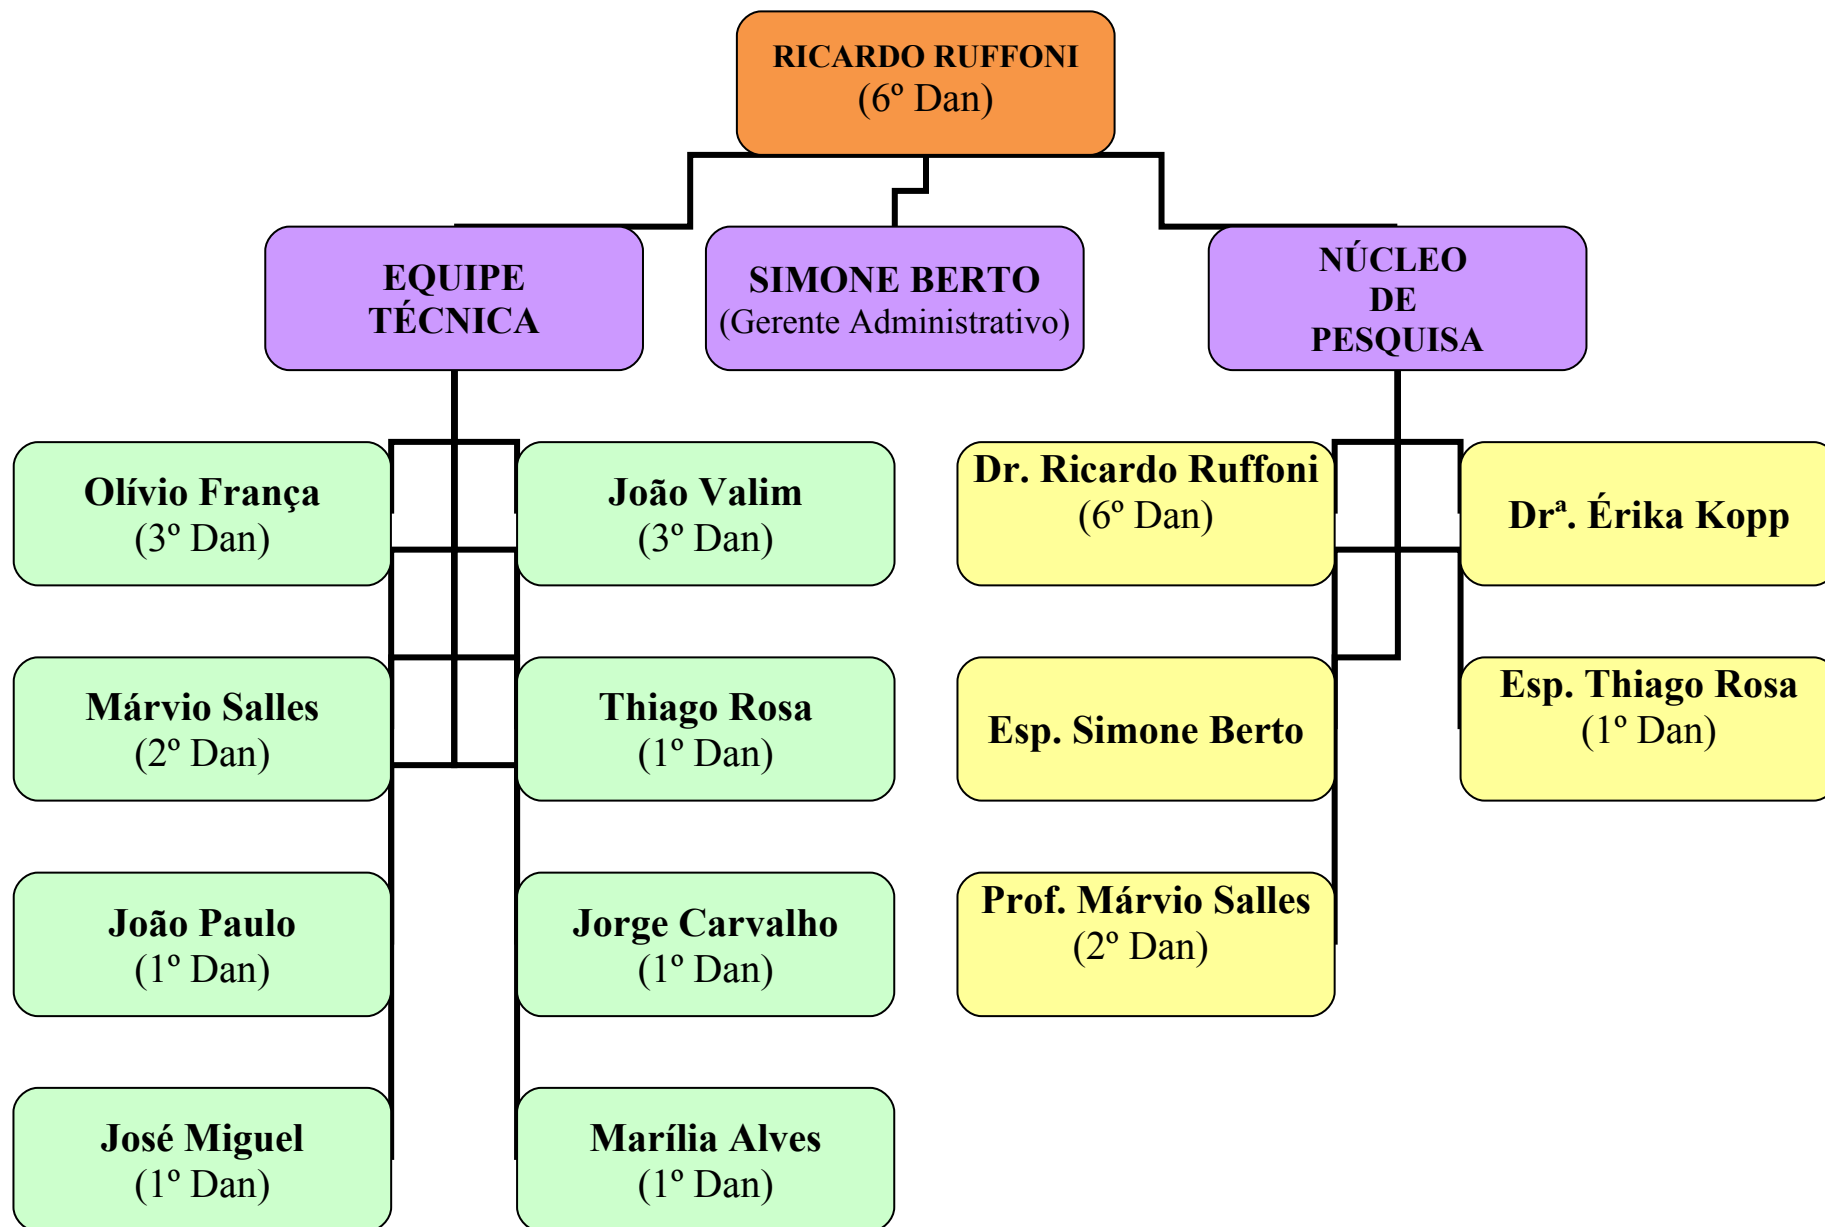 RICARDO RUFFONI
(6º Dan)
EQUIPE
TÉCNICA
SIMONE BERTO
(Gerente Administrativo)
NÚCLEO
DE
PESQUISA
Olívio França
(3º Dan)
João Valim
(3º Dan)
Dr. Ricardo Ruffoni
(6º Dan)
Drª. Érika Kopp
Márvio Salles
(2º Dan)
Thiago Rosa
(1º Dan)
Esp. Simone Berto
Esp. Thiago Rosa
(1º Dan)
João Paulo
(1º Dan)
Jorge Carvalho
(1º Dan)
Prof. Márvio Salles
(2º Dan)
José Miguel
(1º Dan)
Marília Alves
(1º Dan)